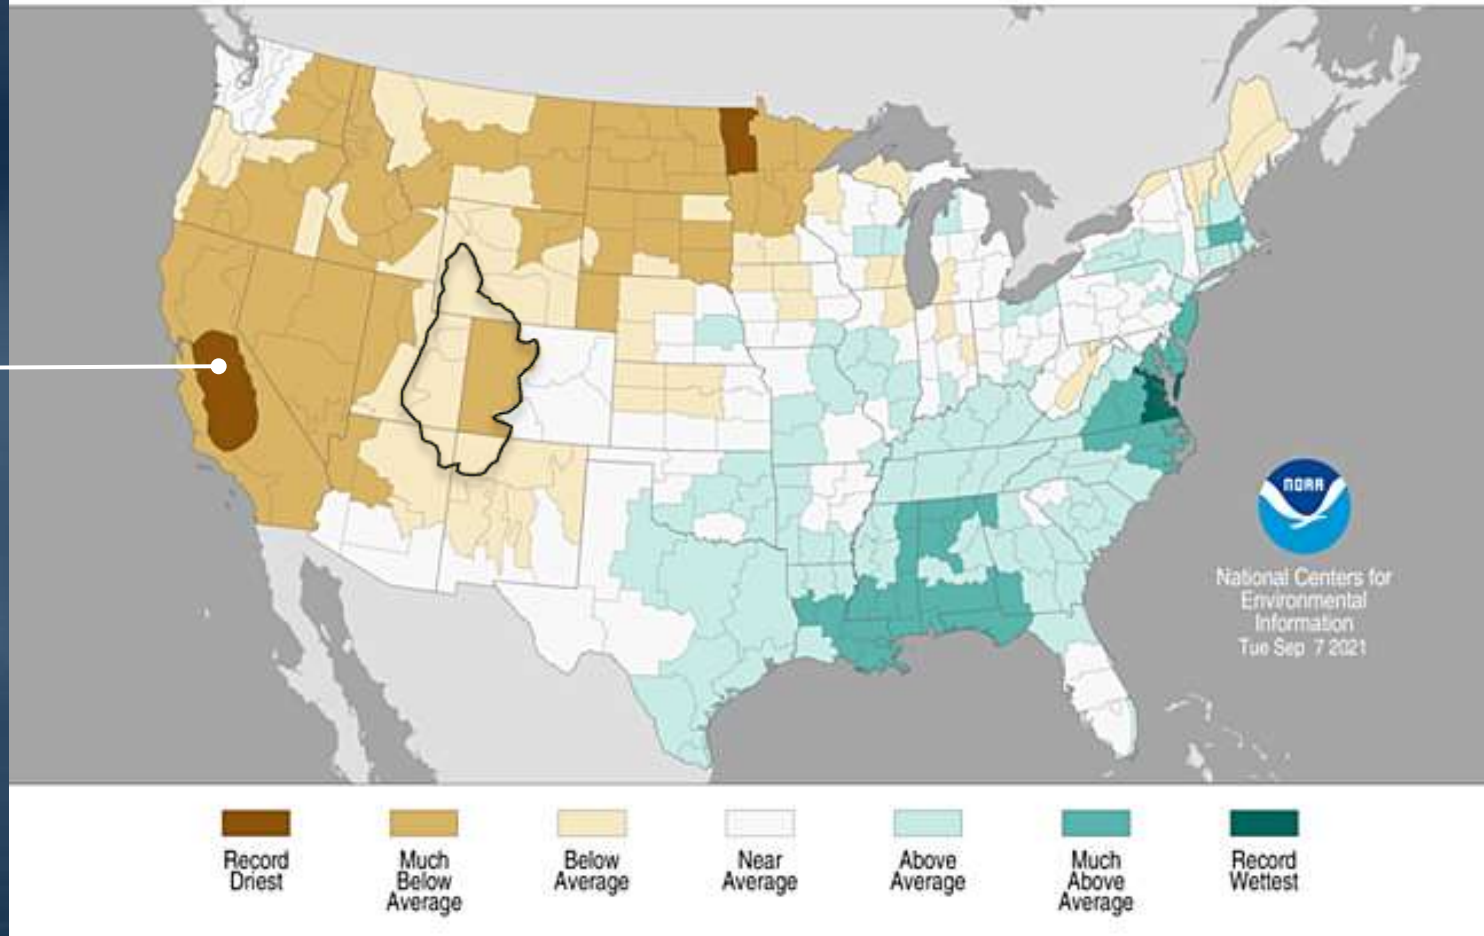 NOAA
National Centers for
Environmental
Information
Tue Sep 7 2021
Record
Driest
Much
Below
Average
Below
Average
Near
Average
Above
Average
Much
Above
Average
Record
Wettest